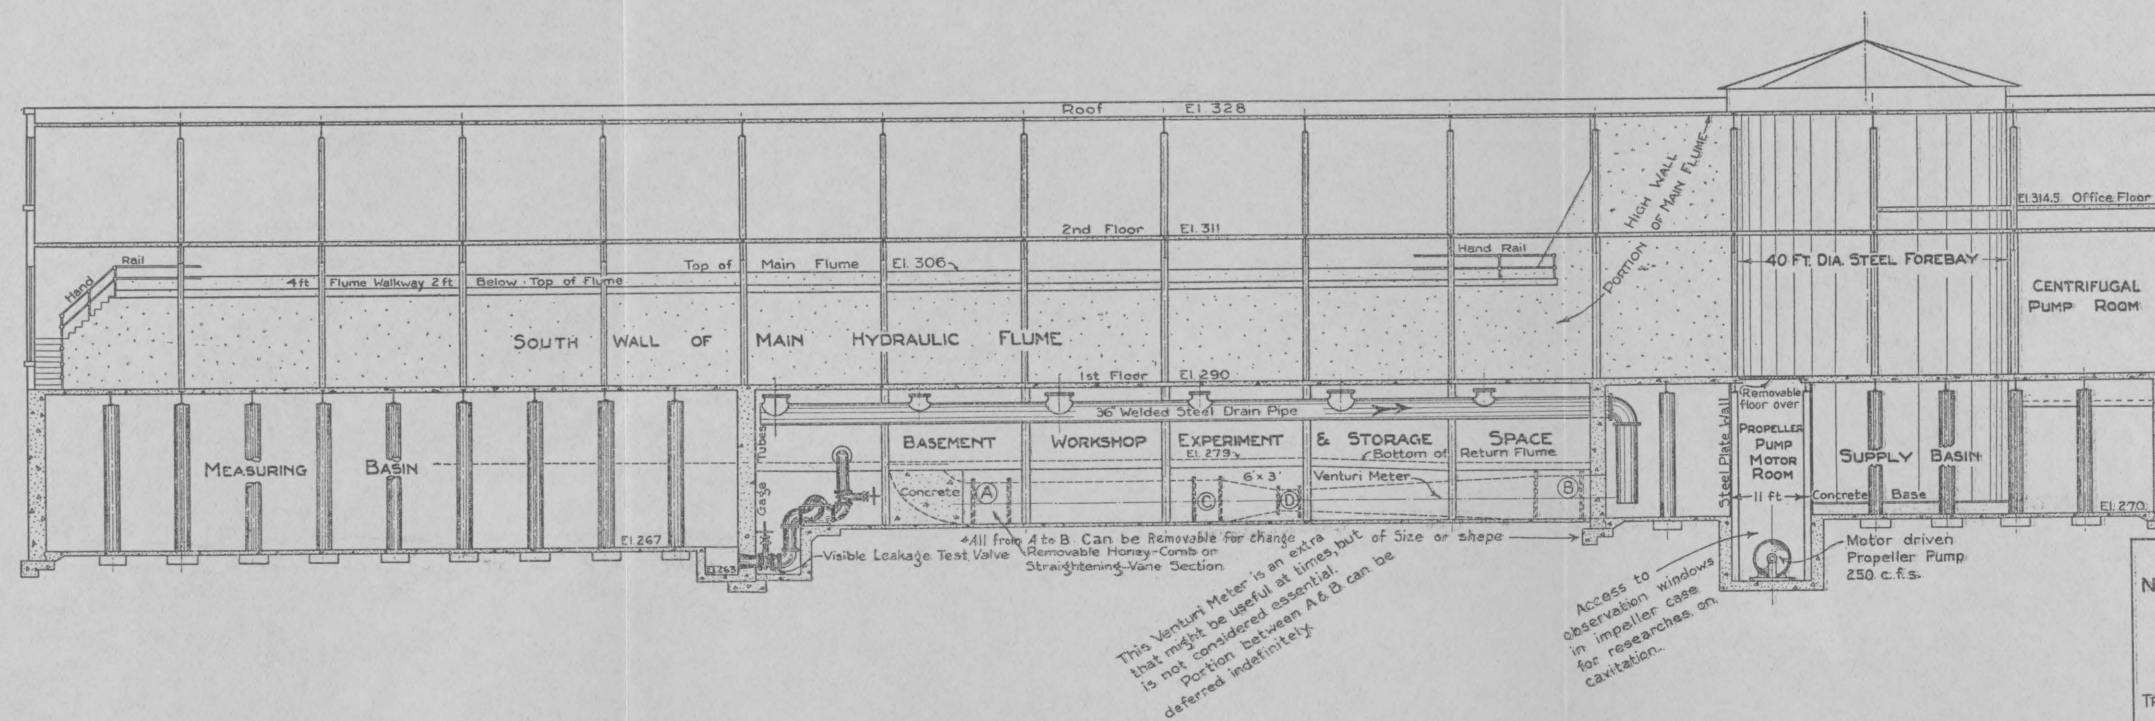 Roof El. 328
El 314.5 Office Floor
HIGH WALL
PORTION OF MAIN FLUME
2nd Floor El. 311
Hand Rail
Top of Main Flume El. 306
40 FT. DIA. STEEL FOREBAY
Hand Rail
4ft Flume Walkway 2ft Below Top of Flume
CENTRIFUGAL
PUMP ROOM
SOUTH WALL OF MAIN HYDRAULIC FLUME
1st Floor El 290
36" Welded Steel Drain Pipe
Removable
floor over
PROPELLER
PUMP
MOTOR
ROOM
11 ft
Steel Plate Wall
Gage Tubes
BASEMENT WORKSHOP EXPERIMENT & STORAGE SPACE
El. 279
Bottom of Return Flume
MEASURING BASIN
SUPPLY BASIN
6'x 3'
Venturi Meter
Concrete
A
C
D
B
Concrete Base
El. 270
El 267
El 263
All from A to B. Can be Removable for change of Size or shape
Visible Leakage Test Valve
Removable Honey-Comb or
Straightening-Vane Section
Motor driven
Propeller Pump
250 c.f.s.
This Venturi Meter is an extra
that might be useful at times, but
is not considered essential.
Portion between A & B can be
deferred indefinitely.
Access to
observation windows
in impeller case
for researches on
cavitation.
N
TR